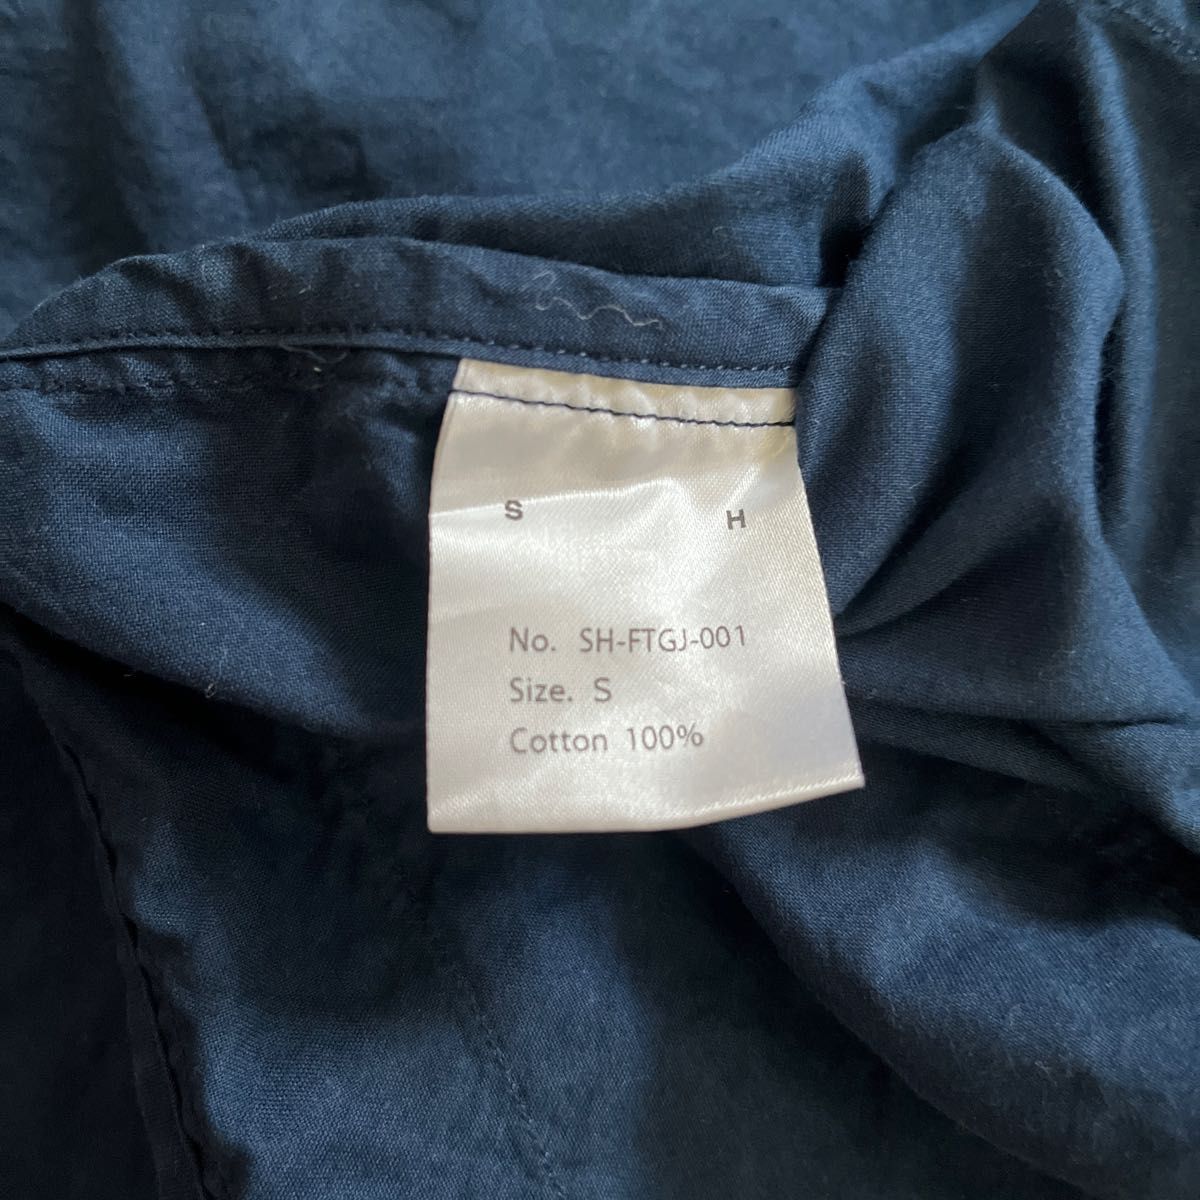 S H
No. SH-FTGJ-001
Size. S
Cotton 100%